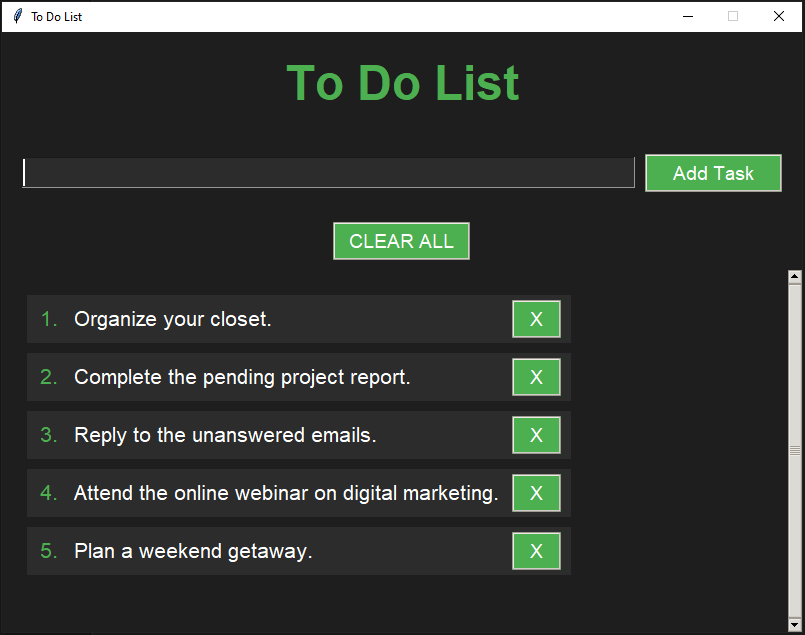 To Do List
To Do List
Add Task
CLEAR ALL
1. Organize your closet. X
2. Complete the pending project report. X
3. Reply to the unanswered emails. X
4. Attend the online webinar on digital marketing. X
5. Plan a weekend getaway. X